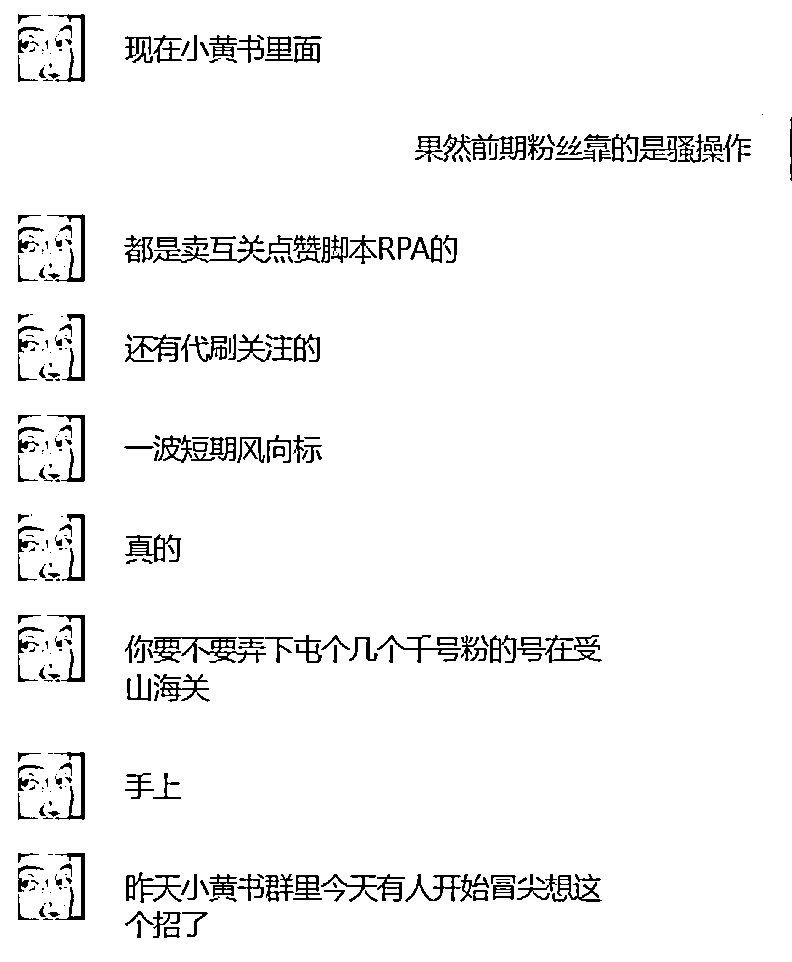 现在小黄书里面
果然前期粉丝靠的是骚操作
都是卖互关点赞脚本RPA的
还有代刷关注的
一波短期风向标
真的
你要不要弄下屯个几个千号粉的号在受
山海关
手上
昨天小黄书群里今天有人开始冒尖想这
个招了